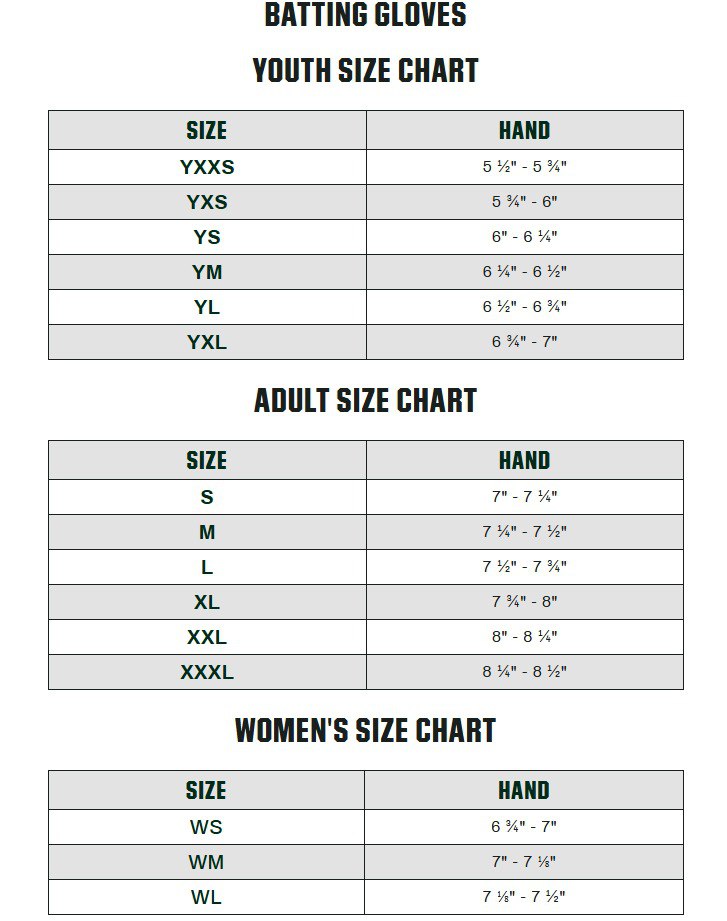 BATTING GLOVES
YOUTH SIZE CHART
SIZE HAND
YXXS 5 ½" - 5 ¾"
YXS 5 ¾" - 6"
YS 6" - 6 ¼"
YM 6 ¼" - 6 ½"
YL 6 ½" - 6 ¾"
YXL 6 ¾" - 7"
ADULT SIZE CHART
SIZE HAND
S 7" - 7 ¼"
M 7 ¼" - 7 ½"
L 7 ½" - 7 ¾"
XL 7 ¾" - 8"
XXL 8" - 8 ¼"
XXXL 8 ¼" - 8 ½"
WOMEN'S SIZE CHART
SIZE HAND
WS 6 ¾" - 7"
WM 7" - 7 ⅛"
WL 7 ⅛" - 7 ½"